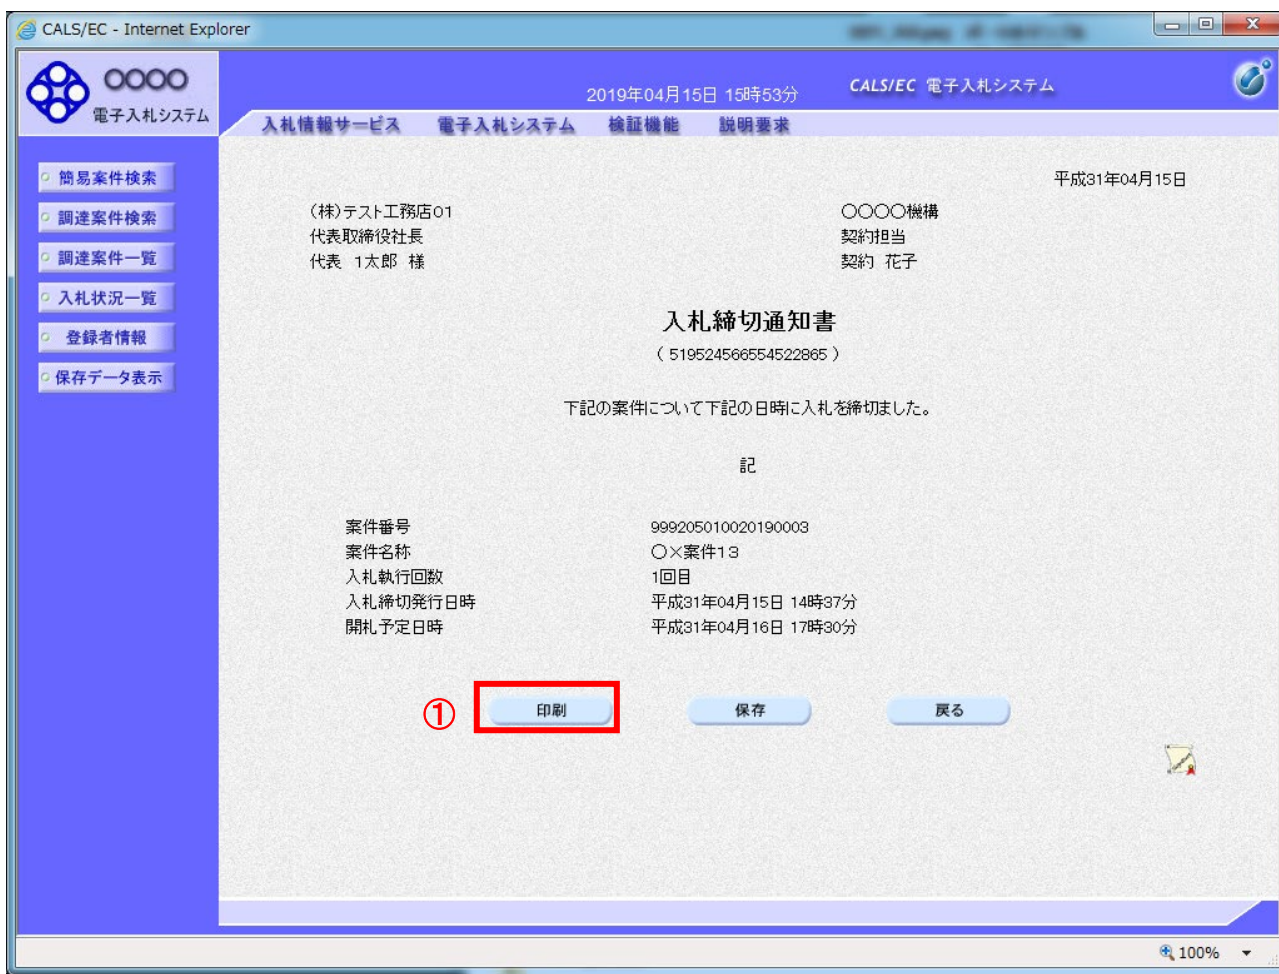 CALS/EC - Internet Explorer
〇〇〇〇
電子入札システム
2019年04月15日 15時53分
CALS/EC 電子入札システム
入札情報サービス 電子入札システム 検証機能 説明要求
簡易案件検索
調達案件検索
調達案件一覧
入札状況一覧
登録者情報
保存データ表示
平成31年04月15日
(株)テスト工務店01
代表取締役社長
代表 1太郎 様
〇〇〇〇機構
契約担当
契約 花子
入札締切通知書
( 519524566554522865 )
下記の案件について下記の日時に入札を締切ました。
記
案件番号 999205010020190003
案件名称 〇×案件13
入札執行回数 1回目
入札締切発行日時 平成31年04月15日 14時37分
開札予定日時 平成31年04月16日 17時30分
① 印刷 保存 戻る
100%